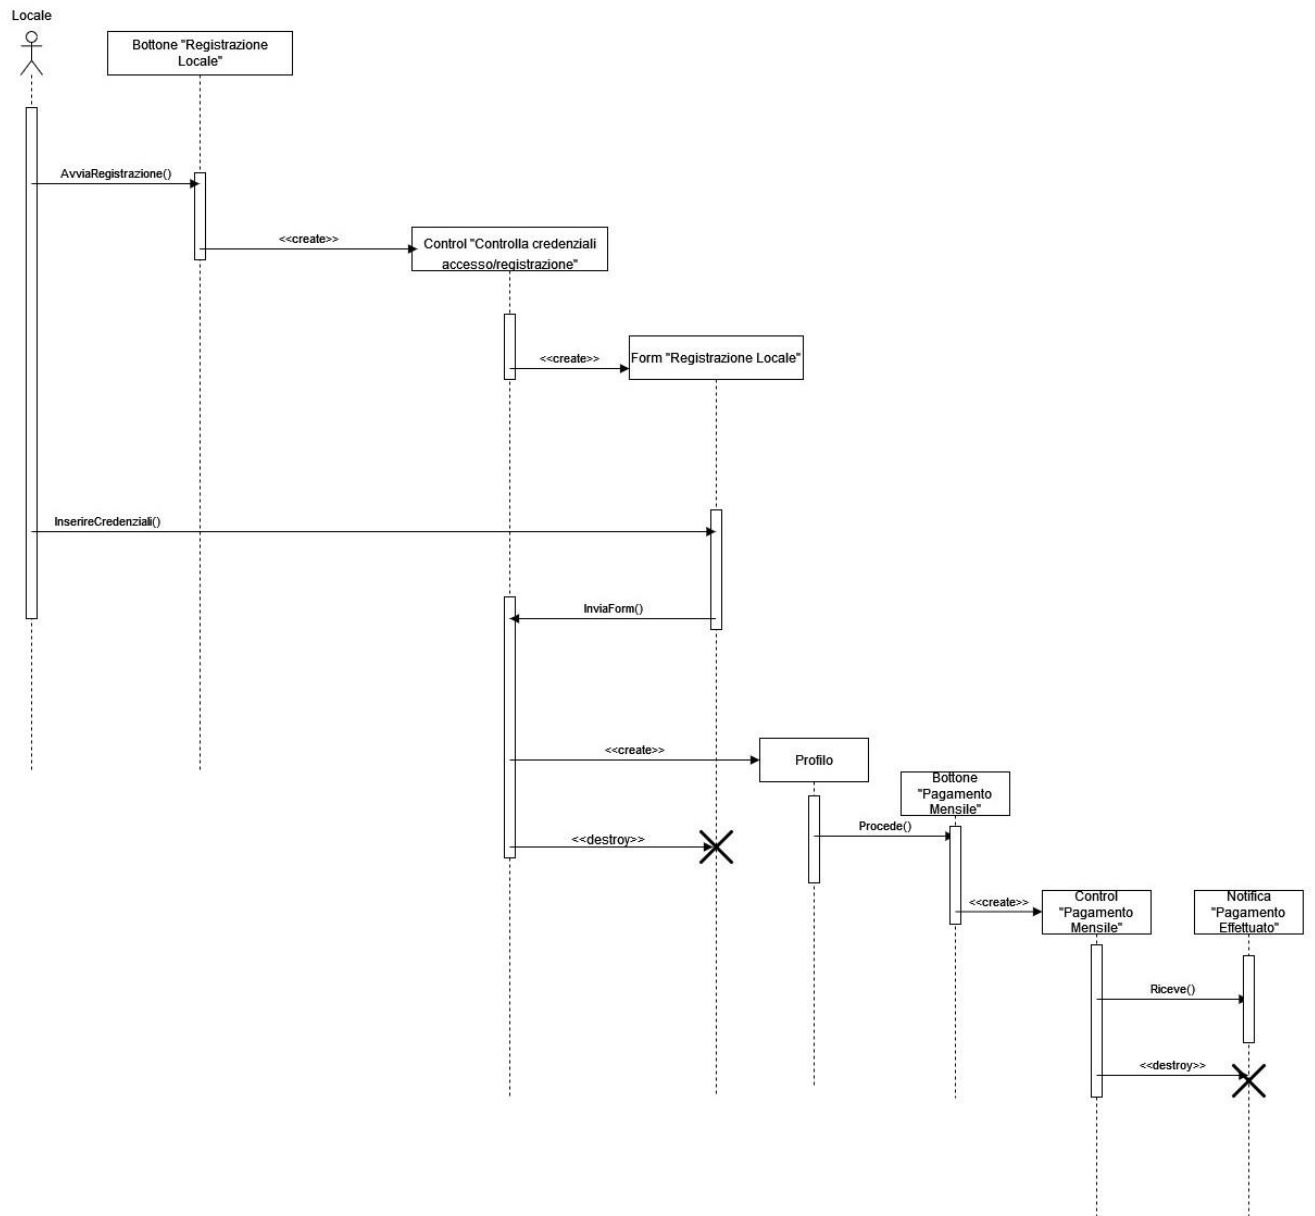 Locale
Bottone "Registrazione
Locale"
AvviaRegistrazione()
<<create>>
Control "Controlla credenziali
accesso/registrazione"
<<create>>
Form "Registrazione Locale"
InserireCredenziali()
InviaForm()
<<create>>
Profilo
Bottone
"Pagamento
Mensile"
Procede()
<<destroy>>
<<create>>
Control
"Pagamento
Mensile"
Notifica
"Pagamento
Effettuato"
Riceve()
<<destroy>>